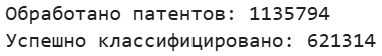 Обработано патентов: 1135794
Успешно классифицировано: 621314